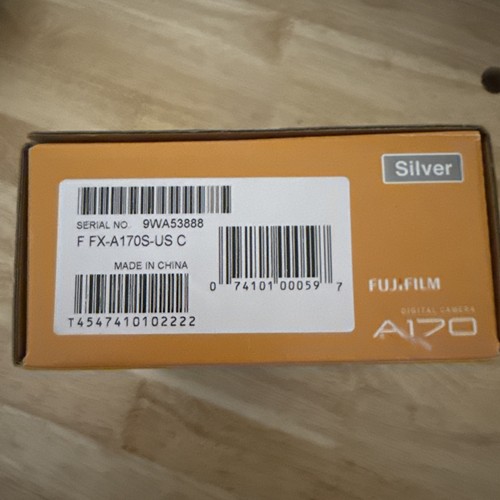 Silver
SERIAL NO. 9WA53888
F FX-A170S-US C
MADE IN CHINA
T4547410102222
0 74101 00059 7
FUJIFILM
DIGITAL CAMERA
A170